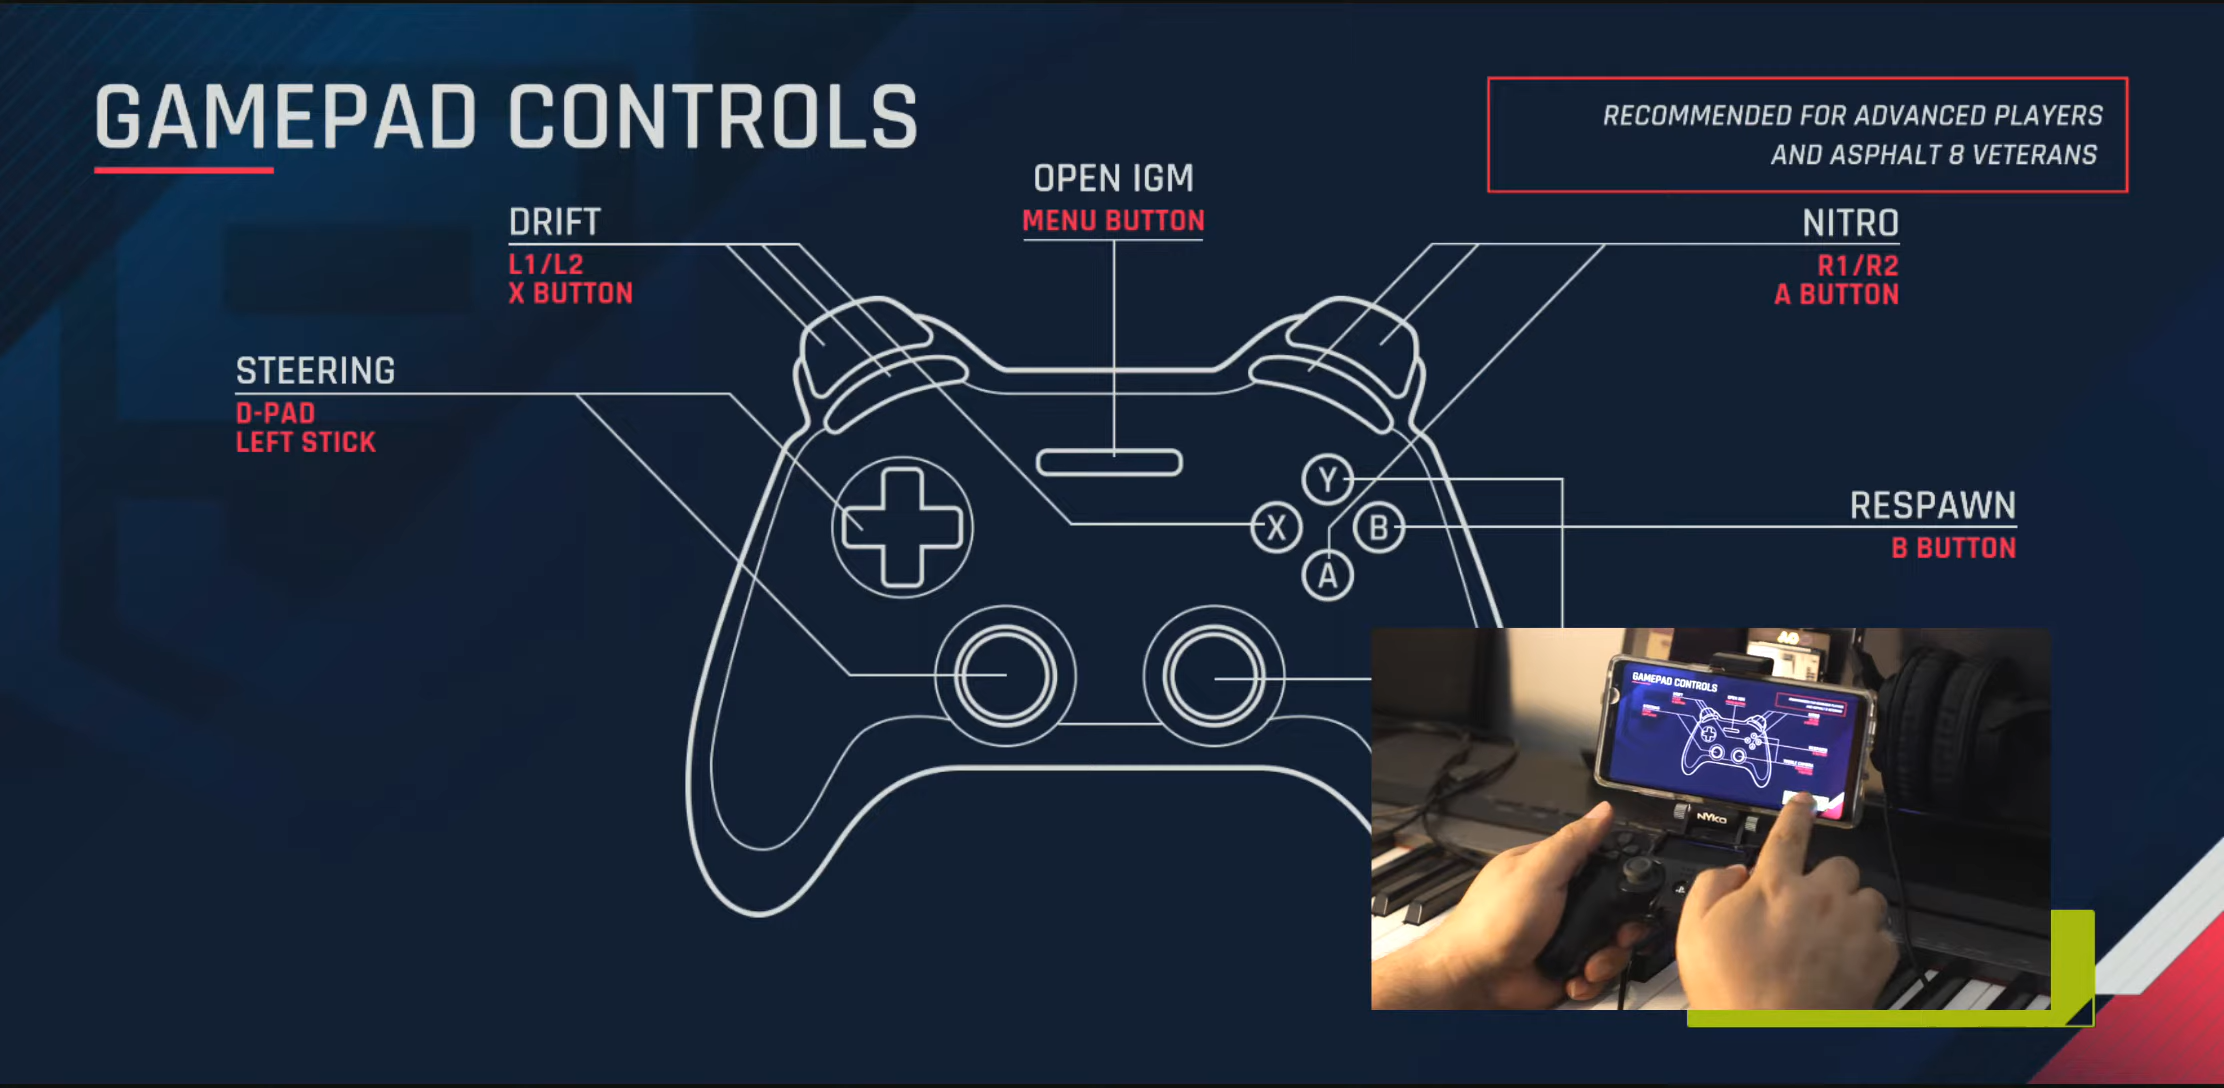 GAMEPAD CONTROLS
RECOMMENDED FOR ADVANCED PLAYERS
AND ASPHALT 8 VETERANS
OPEN IGM
MENU BUTTON
DRIFT
L1/L2
X BUTTON
NITRO
R1/R2
A BUTTON
STEERING
D-PAD
LEFT STICK
Y
X
B
A
RESPAWN
B BUTTON
GAMEPAD CONTROLS
NYKO